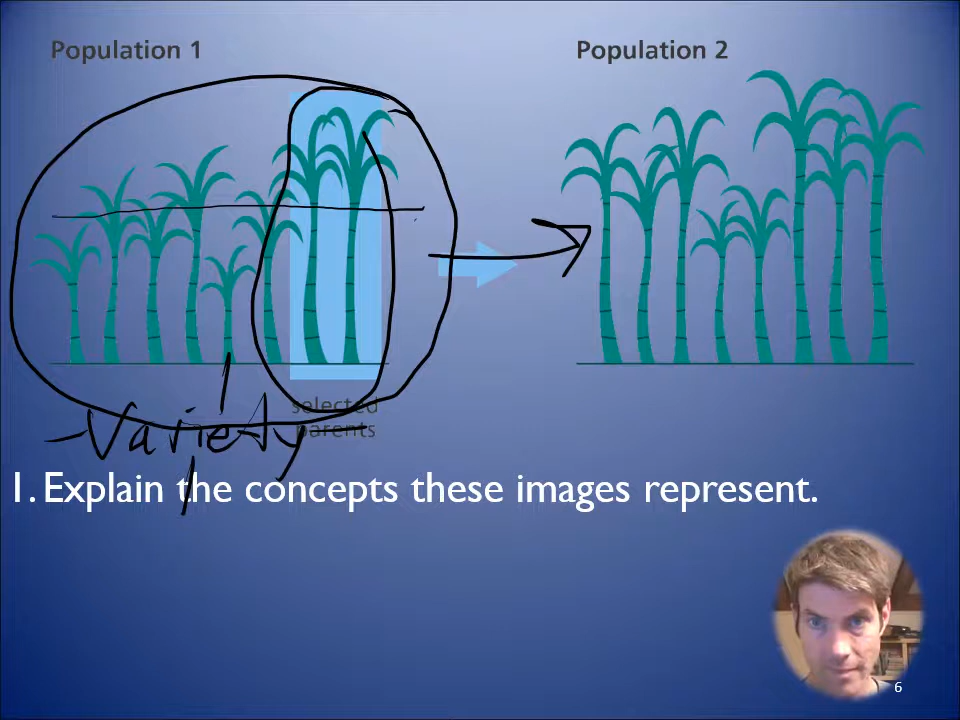 Population 1
Population 2
selected
parents
-Variety
1. Explain the concepts these images represent.
6